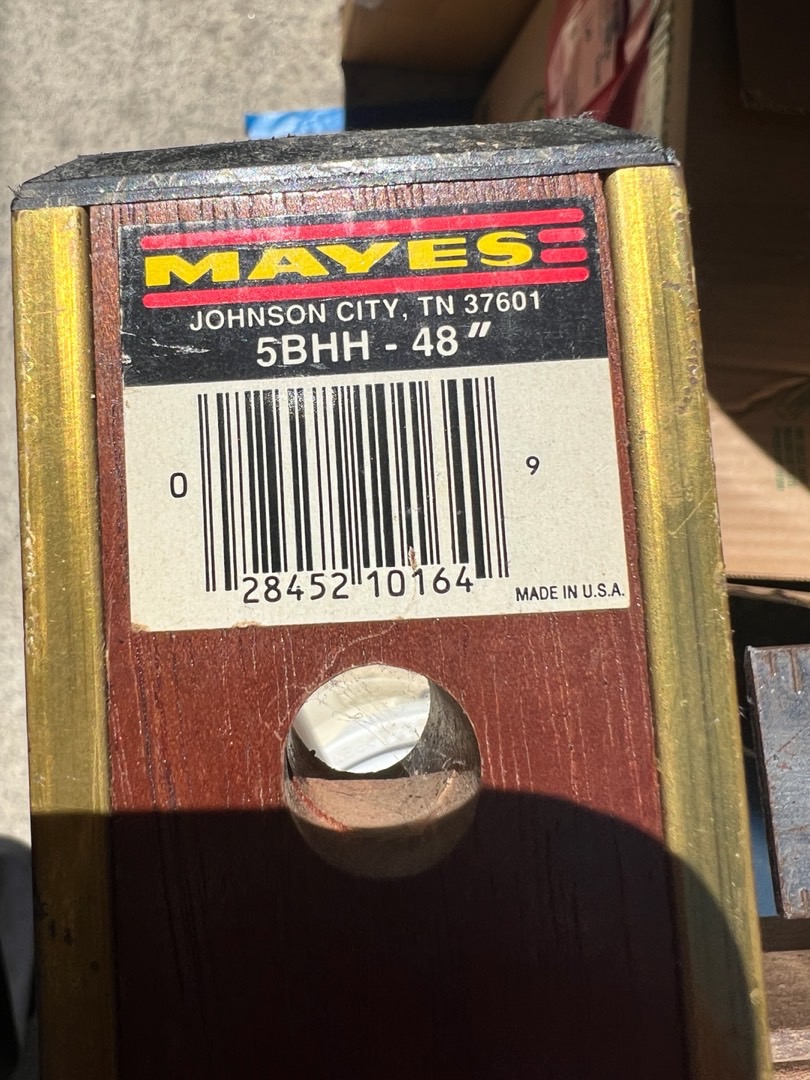 MAYES
JOHNSON CITY, TN 37601
5BHH - 48"
0 28452 10164 9
MADE IN U.S.A.